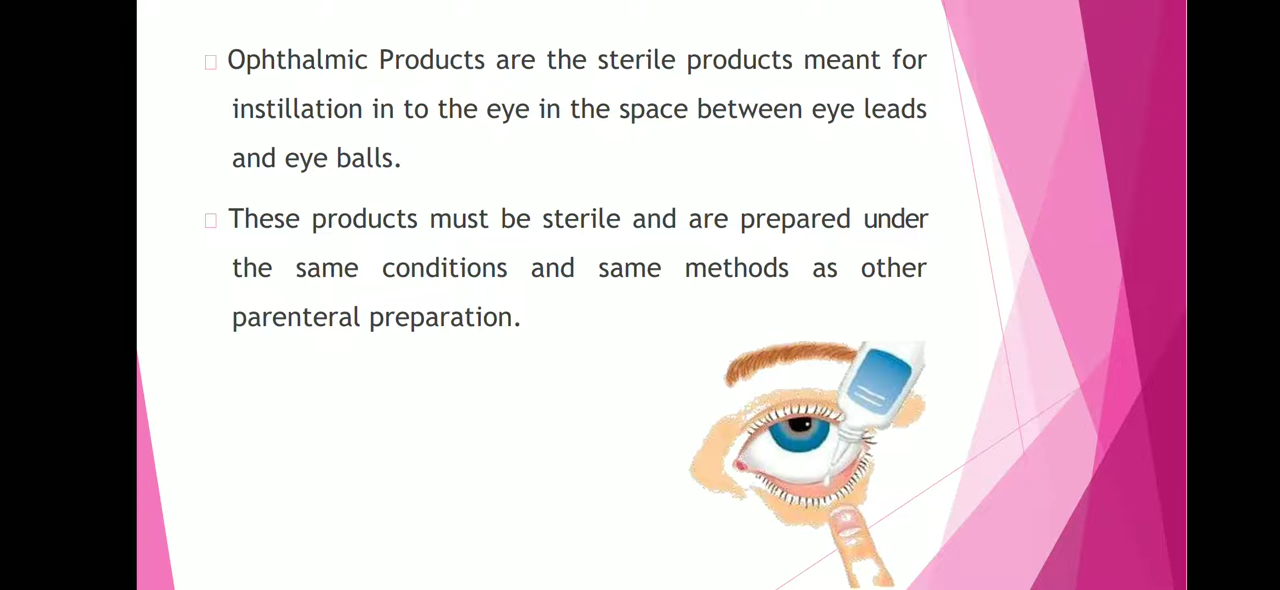 Ophthalmic Products are the sterile products meant for
instillation in to the eye in the space between eye leads
and eye balls.
These products must be sterile and are prepared under
the same conditions and same methods as other
parenteral preparation.